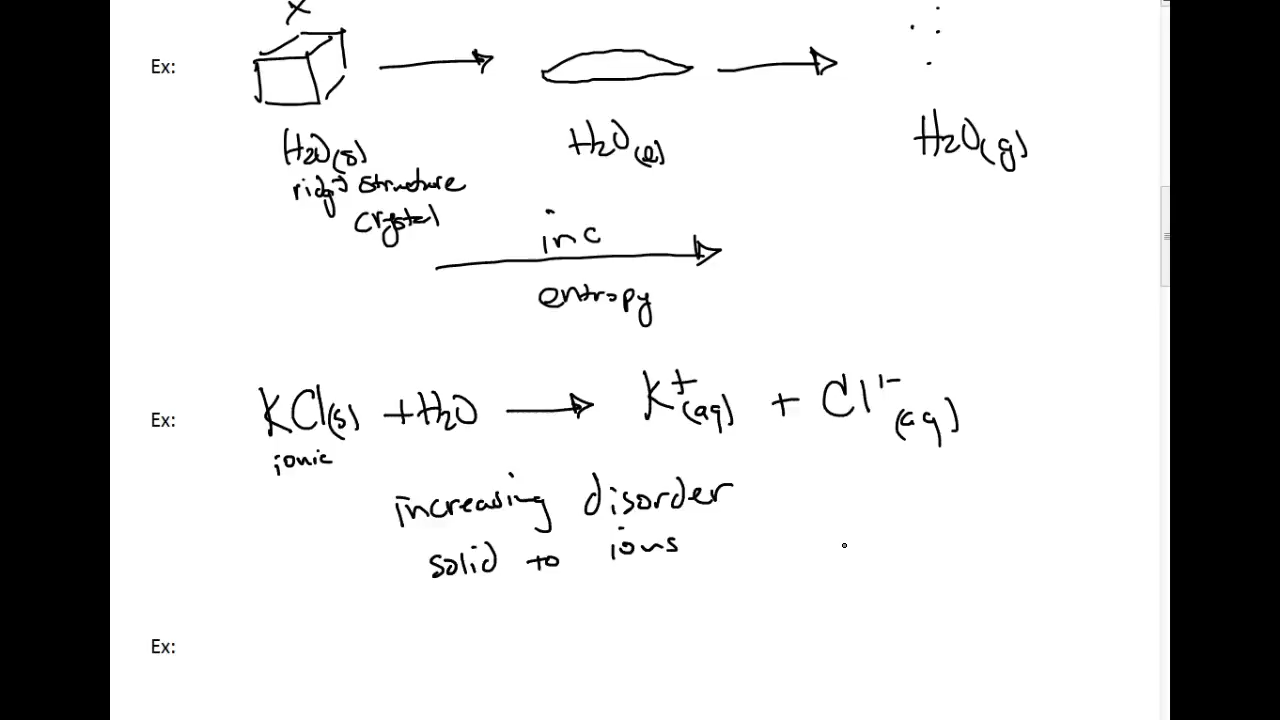 x
Ex:
H2O(s) H2O(l) H2O(g)
rigid structure
crystal
inc
entropy
Ex: KCl(s) + H2O → K+(aq) + Cl1-(aq)
ionic
increasing disorder
solid to ions
Ex: